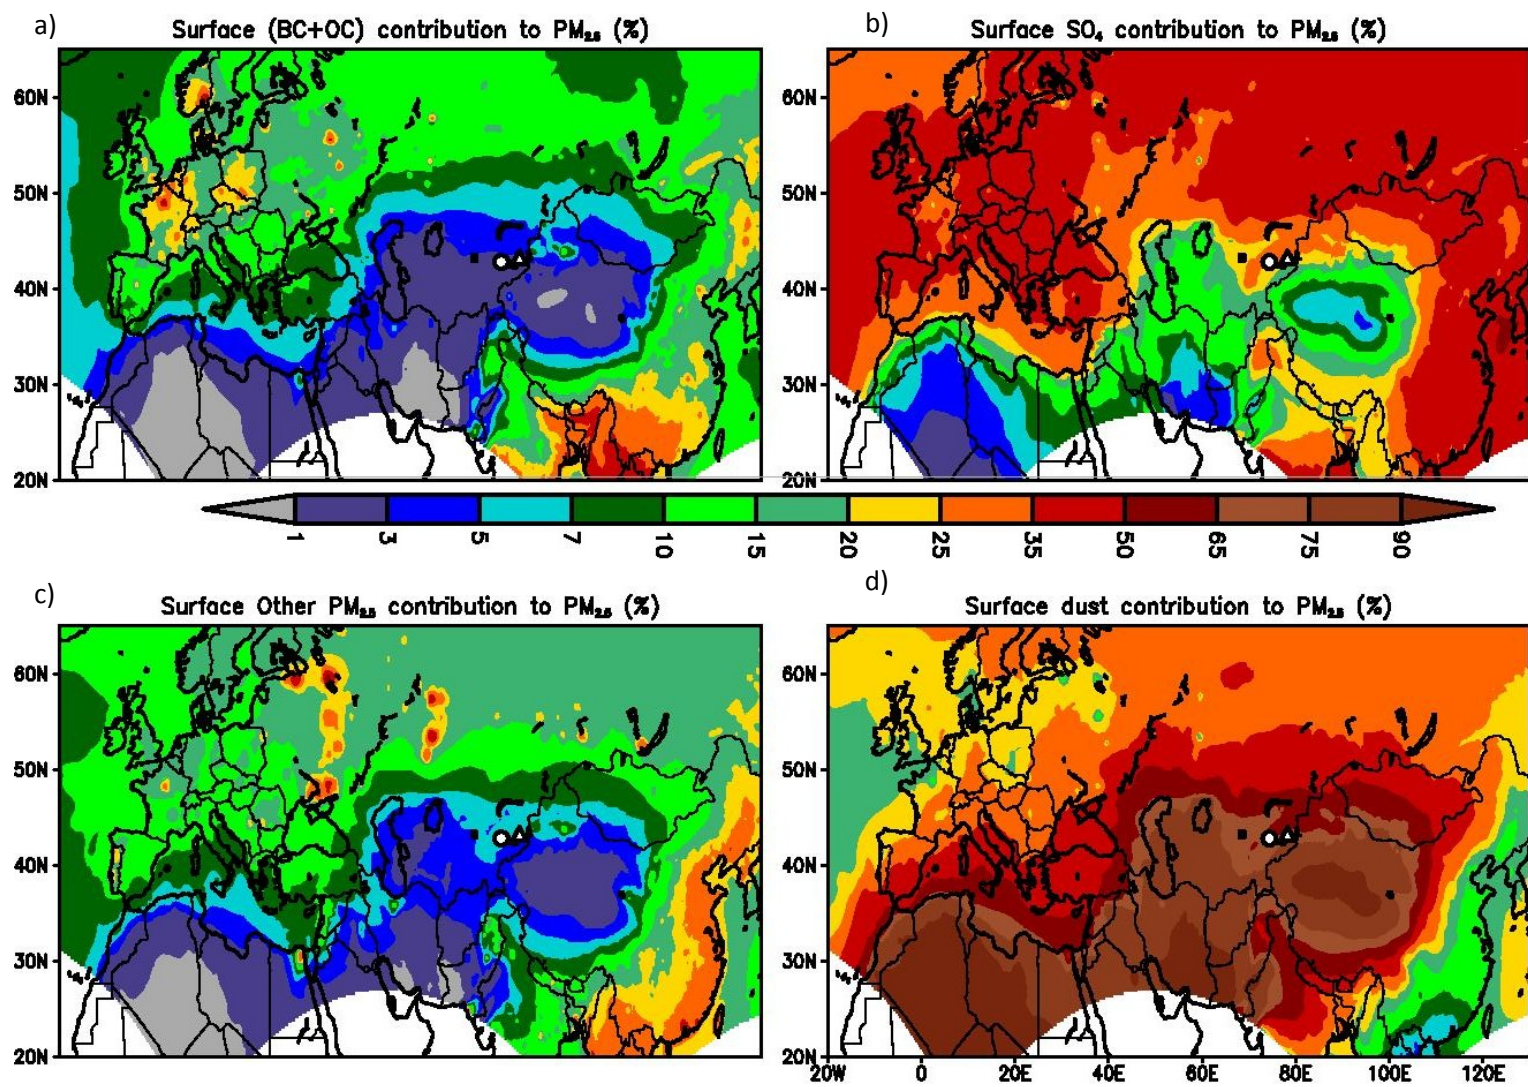 a)
Surface (BC+OC) contribution to PM₂.₅ (%)
b)
Surface SO₄ contribution to PM₂.₅ (%)
60N
50N
40N
30N
20N
60N
50N
40N
30N
20N
1 3 5 7 10 15 20 25 35 50 65 75 90
c)
Surface Other PM₂.₅ contribution to PM₂.₅ (%)
d)
Surface dust contribution to PM₂.₅ (%)
60N
50N
40N
30N
20N
60N
50N
40N
30N
20N
20W 0 20E 40E 60E 80E 100E 120E